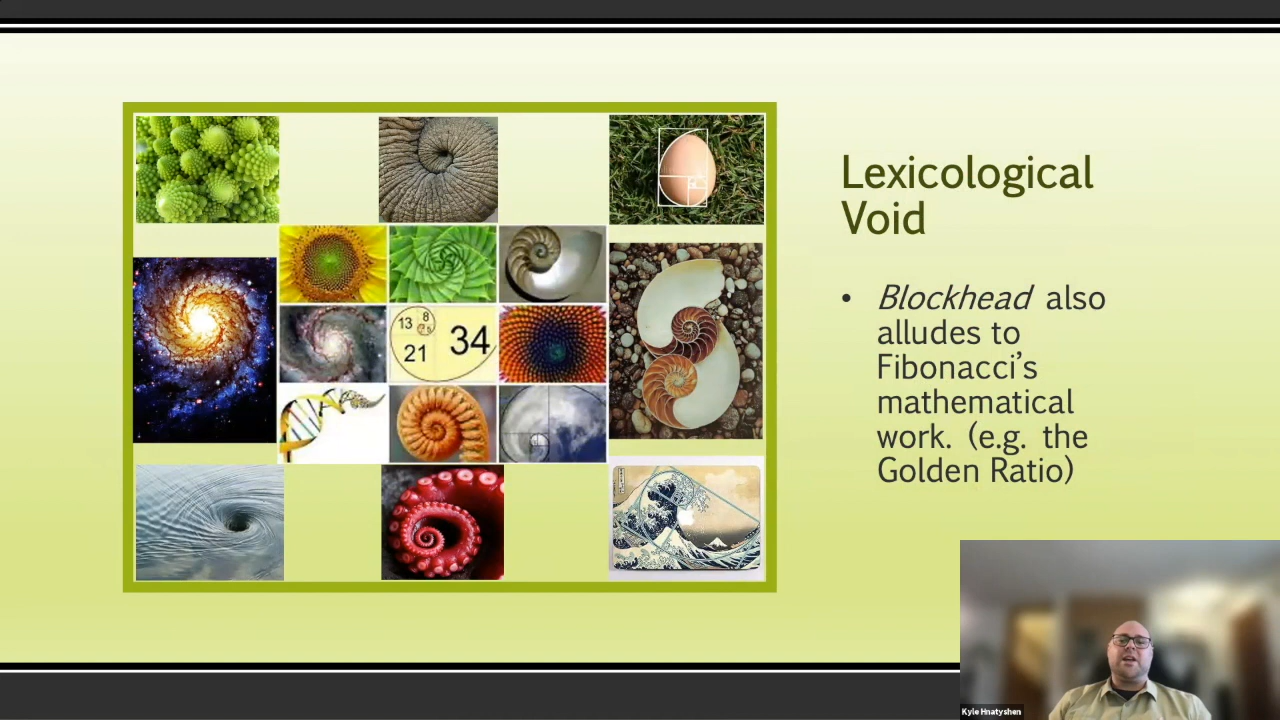 Lexicological
Void
• Blockhead also
alludes to
Fibonacci’s
mathematical
work. (e.g. the
Golden Ratio)
13 8
34
21
Kyle Hnatyshen